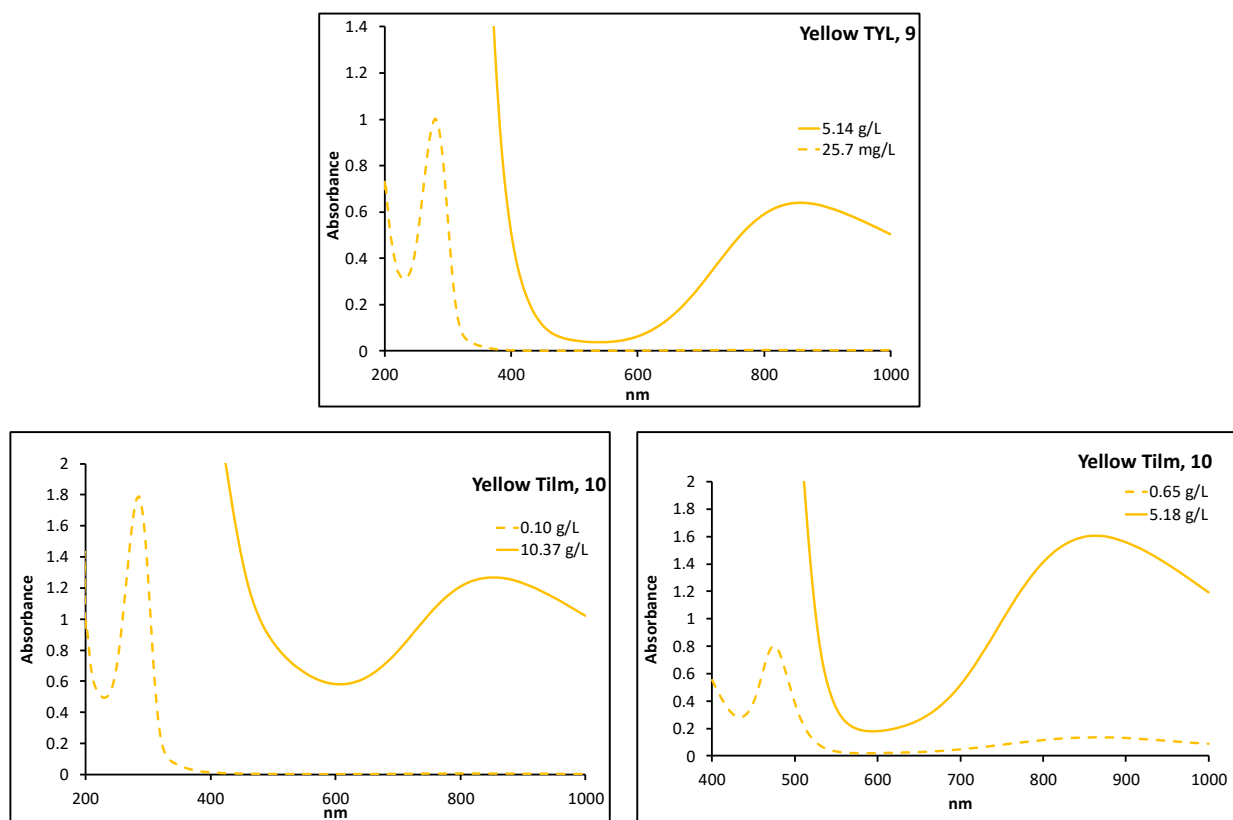 Yellow TYL, 9
5.14 g/L
25.7 mg/L
Absorbance
1.4
1.2
1
0.8
0.6
0.4
0.2
0
200 400 600 800 1000
nm
Yellow Tilm, 10
0.10 g/L
10.37 g/L
Absorbance
2
1.8
1.6
1.4
1.2
1
0.8
0.6
0.4
0.2
0
200 400 600 800 1000
nm
Yellow Tilm, 10
0.65 g/L
5.18 g/L
Absorbance
2
1.8
1.6
1.4
1.2
1
0.8
0.6
0.4
0.2
0
400 500 600 700 800 900 1000
nm